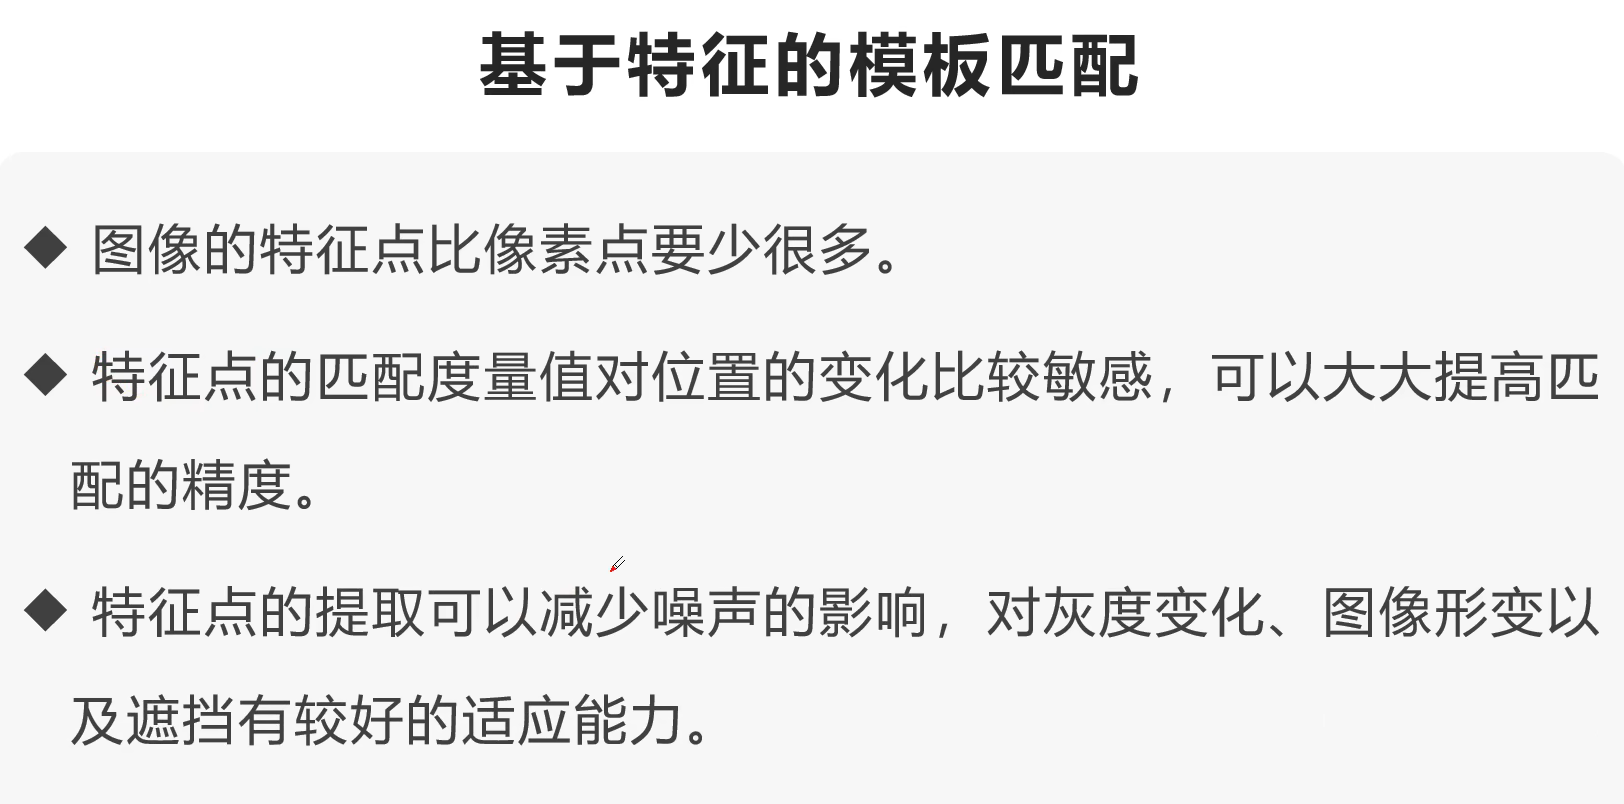 基于特征的模板匹配
◆ 图像的特征点比像素点要少很多。
◆ 特征点的匹配度量值对位置的变化比较敏感，可以大大提高匹
配的精度。
◆ 特征点的提取可以减少噪声的影响，对灰度变化、图像形变以
及遮挡有较好的适应能力。